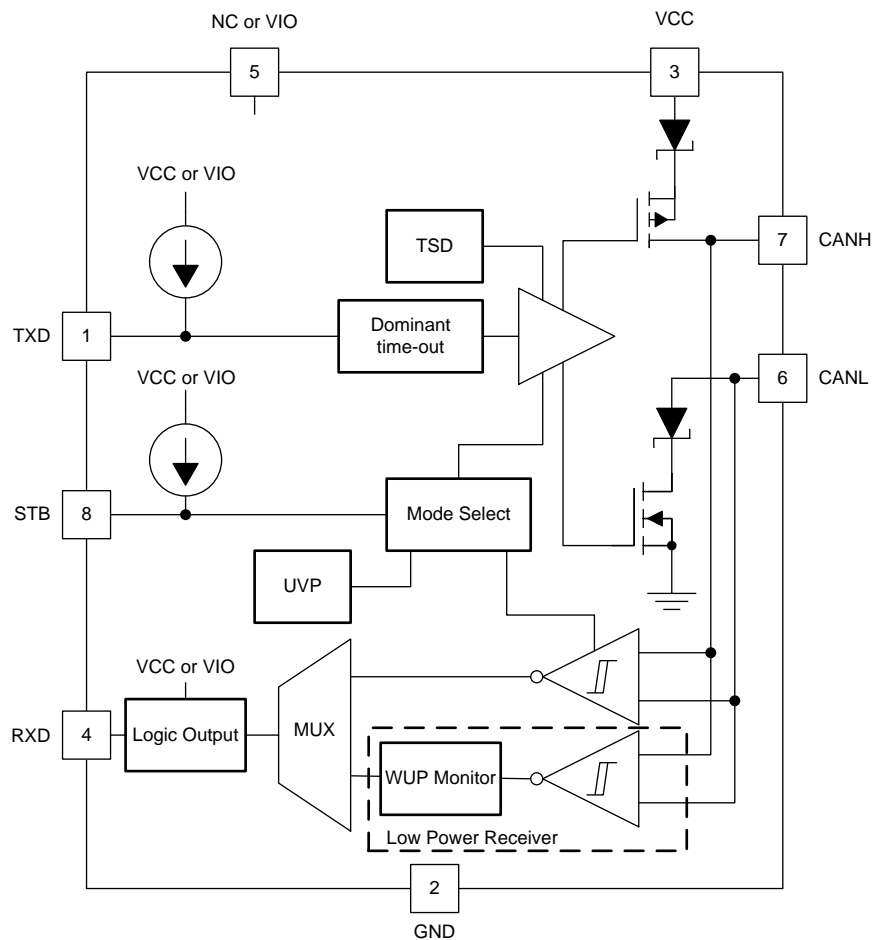 NC or VIO
VCC
5
3
VCC or VIO
TSD
7
CANH
TXD
1
Dominant
time-out
VCC or VIO
6
CANL
STB
8
Mode Select
UVP
VCC or VIO
RXD
4
Logic Output
MUX
WUP Monitor
Low Power Receiver
2
GND